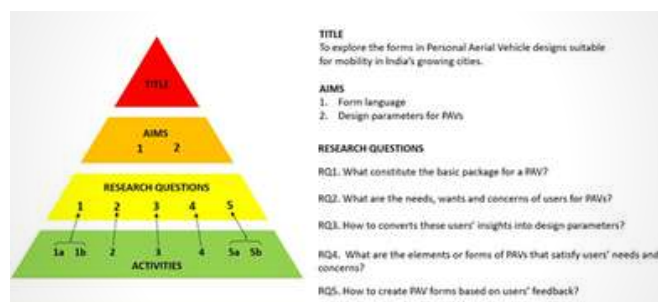 TITLE
AIMS
1 2
RESEARCH QUESTIONS
1 2 3 4 5
1a 1b 2 3 4 5a 5b
ACTIVITIES
TITLE
To explore the forms in Personal Aerial Vehicle designs suitable
for mobility in India's growing cities.
AIMS
1. Form language
2. Design parameters for PAVs
RESEARCH QUESTIONS
RQ1. What constitute the basic package for a PAV?
RQ2. What are the needs, wants and concerns of users for PAVs?
RQ3. How to converts these users' insights into design parameters?
RQ4. What are the elements or forms of PAVs that satisfy users' needs and
concerns?
RQ5. How to create PAV forms based on users' feedback?